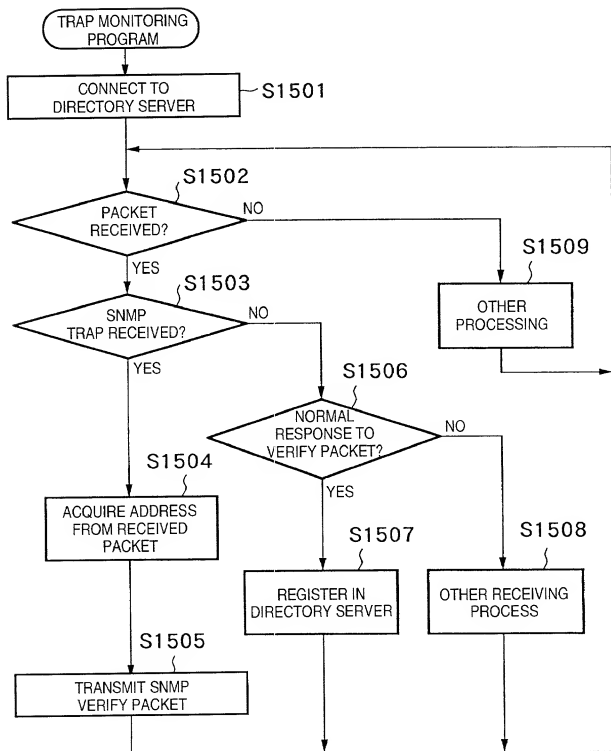 TRAP MONITORING
PROGRAM
CONNECT TO
DIRECTORY SERVER
S1501
S1502
PACKET
RECEIVED?
NO
YES
S1503
S1509
SNMP
TRAP RECEIVED?
NO
YES
OTHER
PROCESSING
S1506
NORMAL
RESPONSE TO
VERIFY PACKET?
NO
YES
S1504
ACQUIRE ADDRESS
FROM RECEIVED
PACKET
S1507
REGISTER IN
DIRECTORY SERVER
S1508
OTHER RECEIVING
PROCESS
S1505
TRANSMIT SNMP
VERIFY PACKET